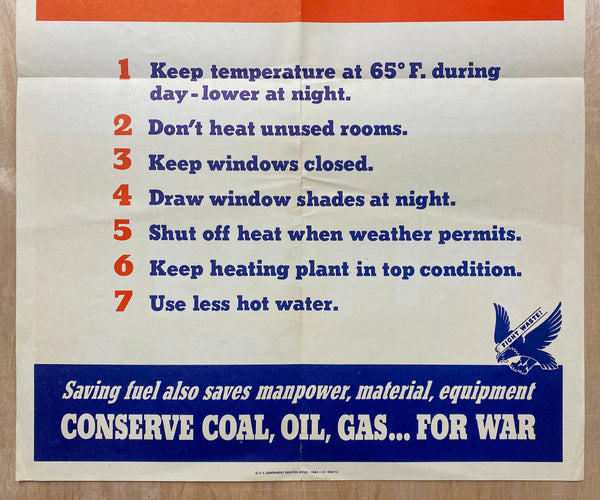 1 Keep temperature at 65° F. during
day-lower at night.
2 Don't heat unused rooms.
3 Keep windows closed.
4 Draw window shades at night.
5 Shut off heat when weather permits.
6 Keep heating plant in top condition.
7 Use less hot water.
FIGHT WASTE!
Saving fuel also saves manpower, material, equipment
CONSERVE COAL, OIL, GAS... FOR WAR
U.S. GOVERNMENT PRINTING OFFICE